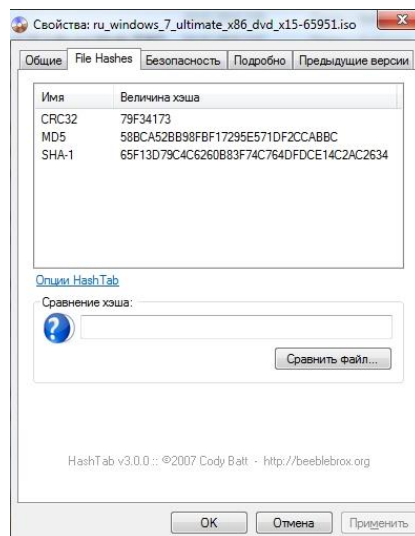 Свойства: ru_windows_7_ultimate_x86_dvd_x15-65951.iso
Общие File Hashes Безопасность Подробно Предыдущие версии
Имя Величина хэша
CRC32 79F34173
MD5 58BCA52BB98FBF17295E571DF2CCABBC
SHA-1 65F13D79C4C6260B83F74C764DFDCE14C2AC2634
Опции HashTab
Сравнение хэша:
?
Сравнить файл...
HashTab v3.0.0 :: ©2007 Cody Batt - http://beeblebrox.org
OK Отмена Применить